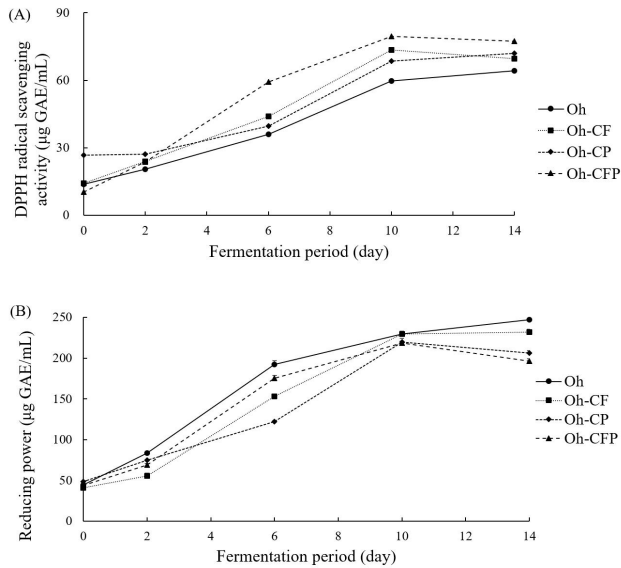 (A)
DPPH radical scavenging
activity (μg GAE/mL)
90
60
30
0
0 2 4 6 8 10 12 14
Fermentation period (day)
Oh
Oh-CF
Oh-CP
Oh-CFP
(B)
Reducing power (μg GAE/mL)
250
200
150
100
50
0
0 2 4 6 8 10 12 14
Fermentation period (day)
Oh
Oh-CF
Oh-CP
Oh-CFP